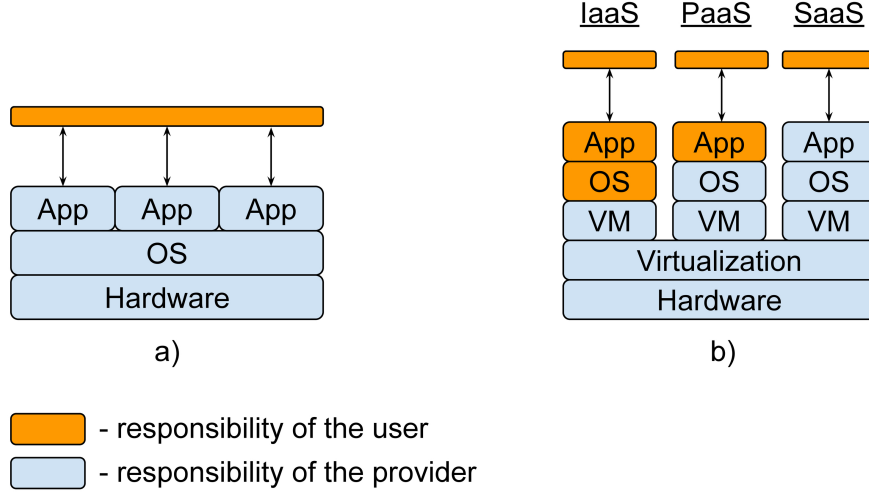 IaaS PaaS SaaS
App App App
OS OS OS
VM VM VM
Virtualization
Hardware
b)
App App App
OS
Hardware
a)
- responsibility of the user
- responsibility of the provider